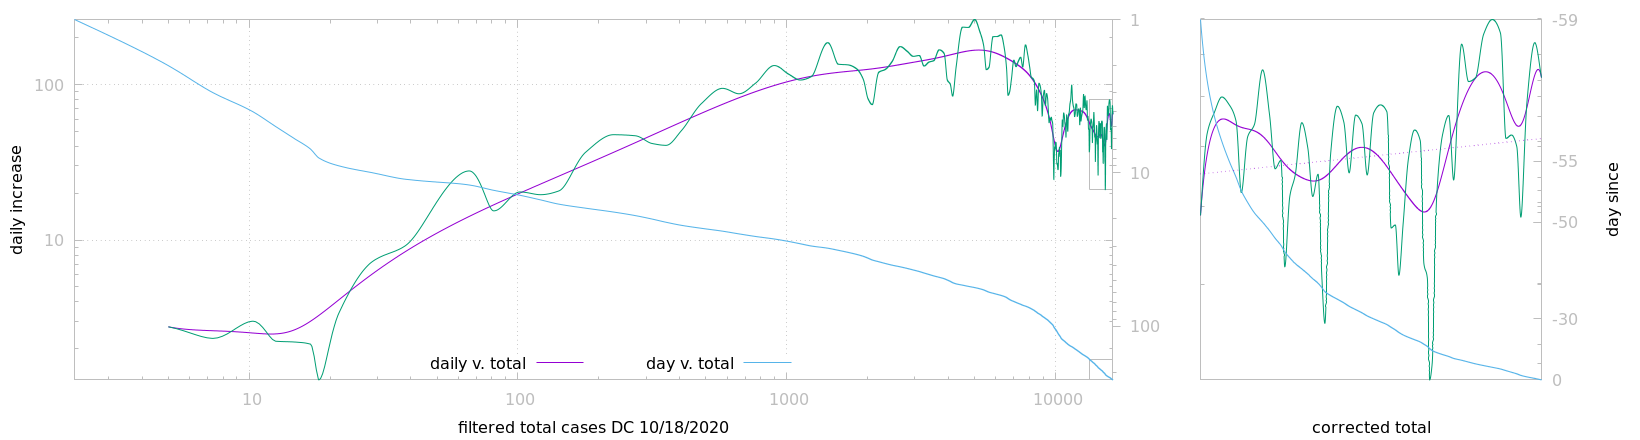 1
-59
100
daily increase
10
-55
day since
-50
10
-30
100
daily v. total
day v. total
0
10
100
1000
10000
filtered total cases DC 10/18/2020
corrected total